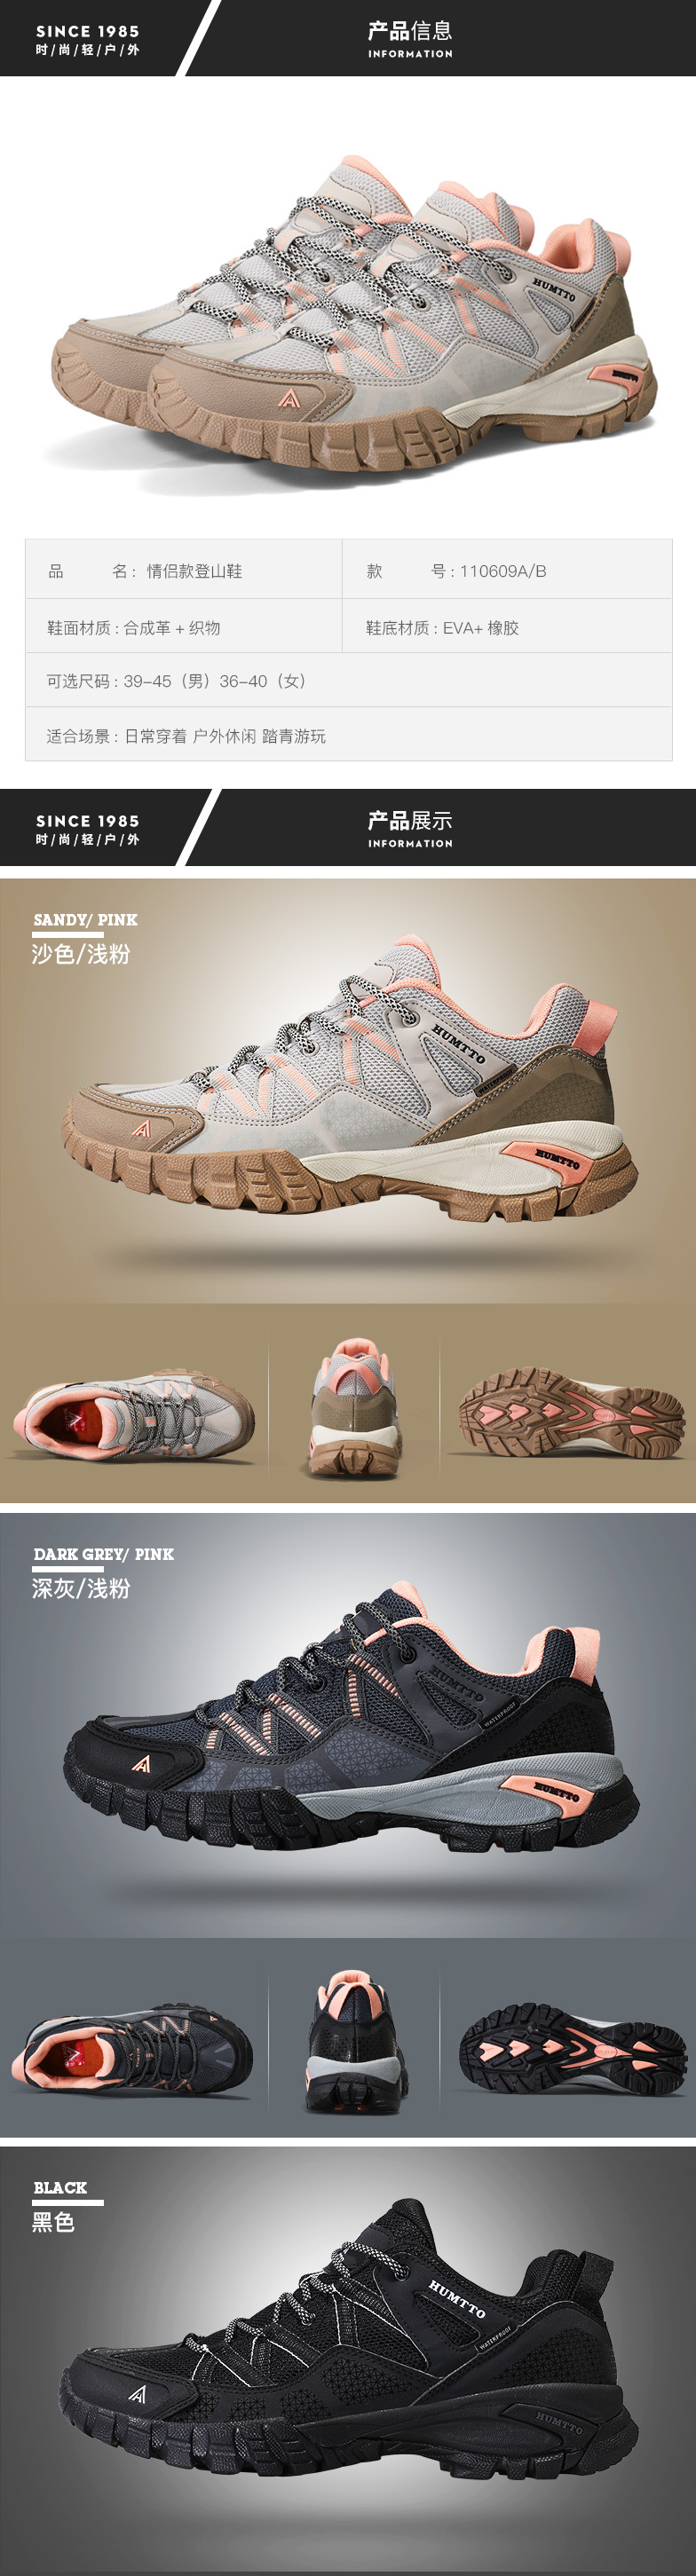 SINCE 1985
时/尚/轻/户/外
产品信息
INFORMATION
HUMTTO
HUMTTO
品 名: 情侣款登山鞋
款 号: 110609A/B
鞋面材质: 合成革 + 织物
鞋底材质: EVA+ 橡胶
可选尺码: 39-45（男）36-40（女）
适合场景: 日常穿着 户外休闲 踏青游玩
SINCE 1985
时/尚/轻/户/外
产品展示
INFORMATION
SANDY/ PINK
沙色/浅粉
HUMTTO
WATERPROOF
HUMTTO
DARK GREY/ PINK
深灰/浅粉
HUMTTO
WATERPROOF
HUMTTO
BLACK
黑色
HUMTTO
WATERPROOF
HUMTTO